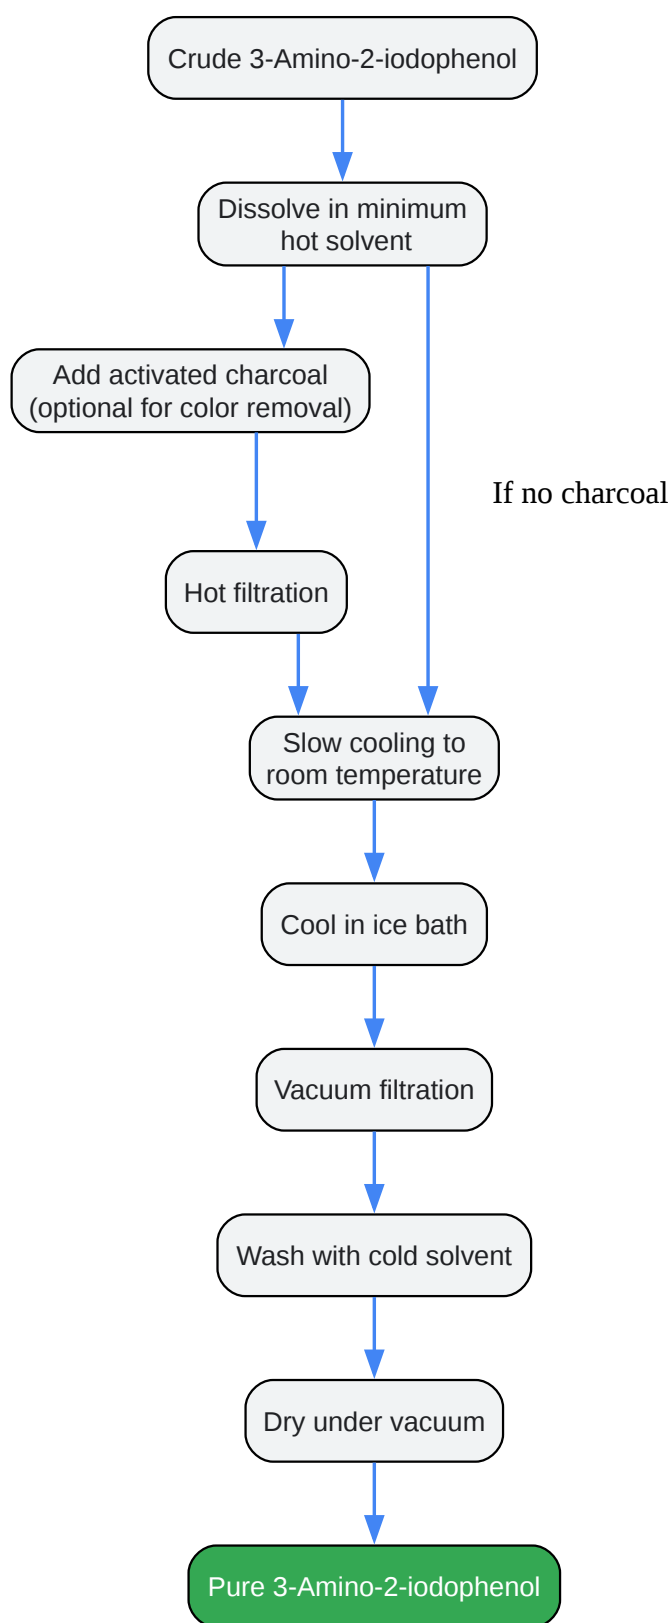 Crude 3-Amino-2-iodophenol
Dissolve in minimum
hot solvent
Add activated charcoal
(optional for color removal)
If no charcoal
Hot filtration
Slow cooling to
room temperature
Cool in ice bath
Vacuum filtration
Wash with cold solvent
Dry under vacuum
Pure 3-Amino-2-iodophenol